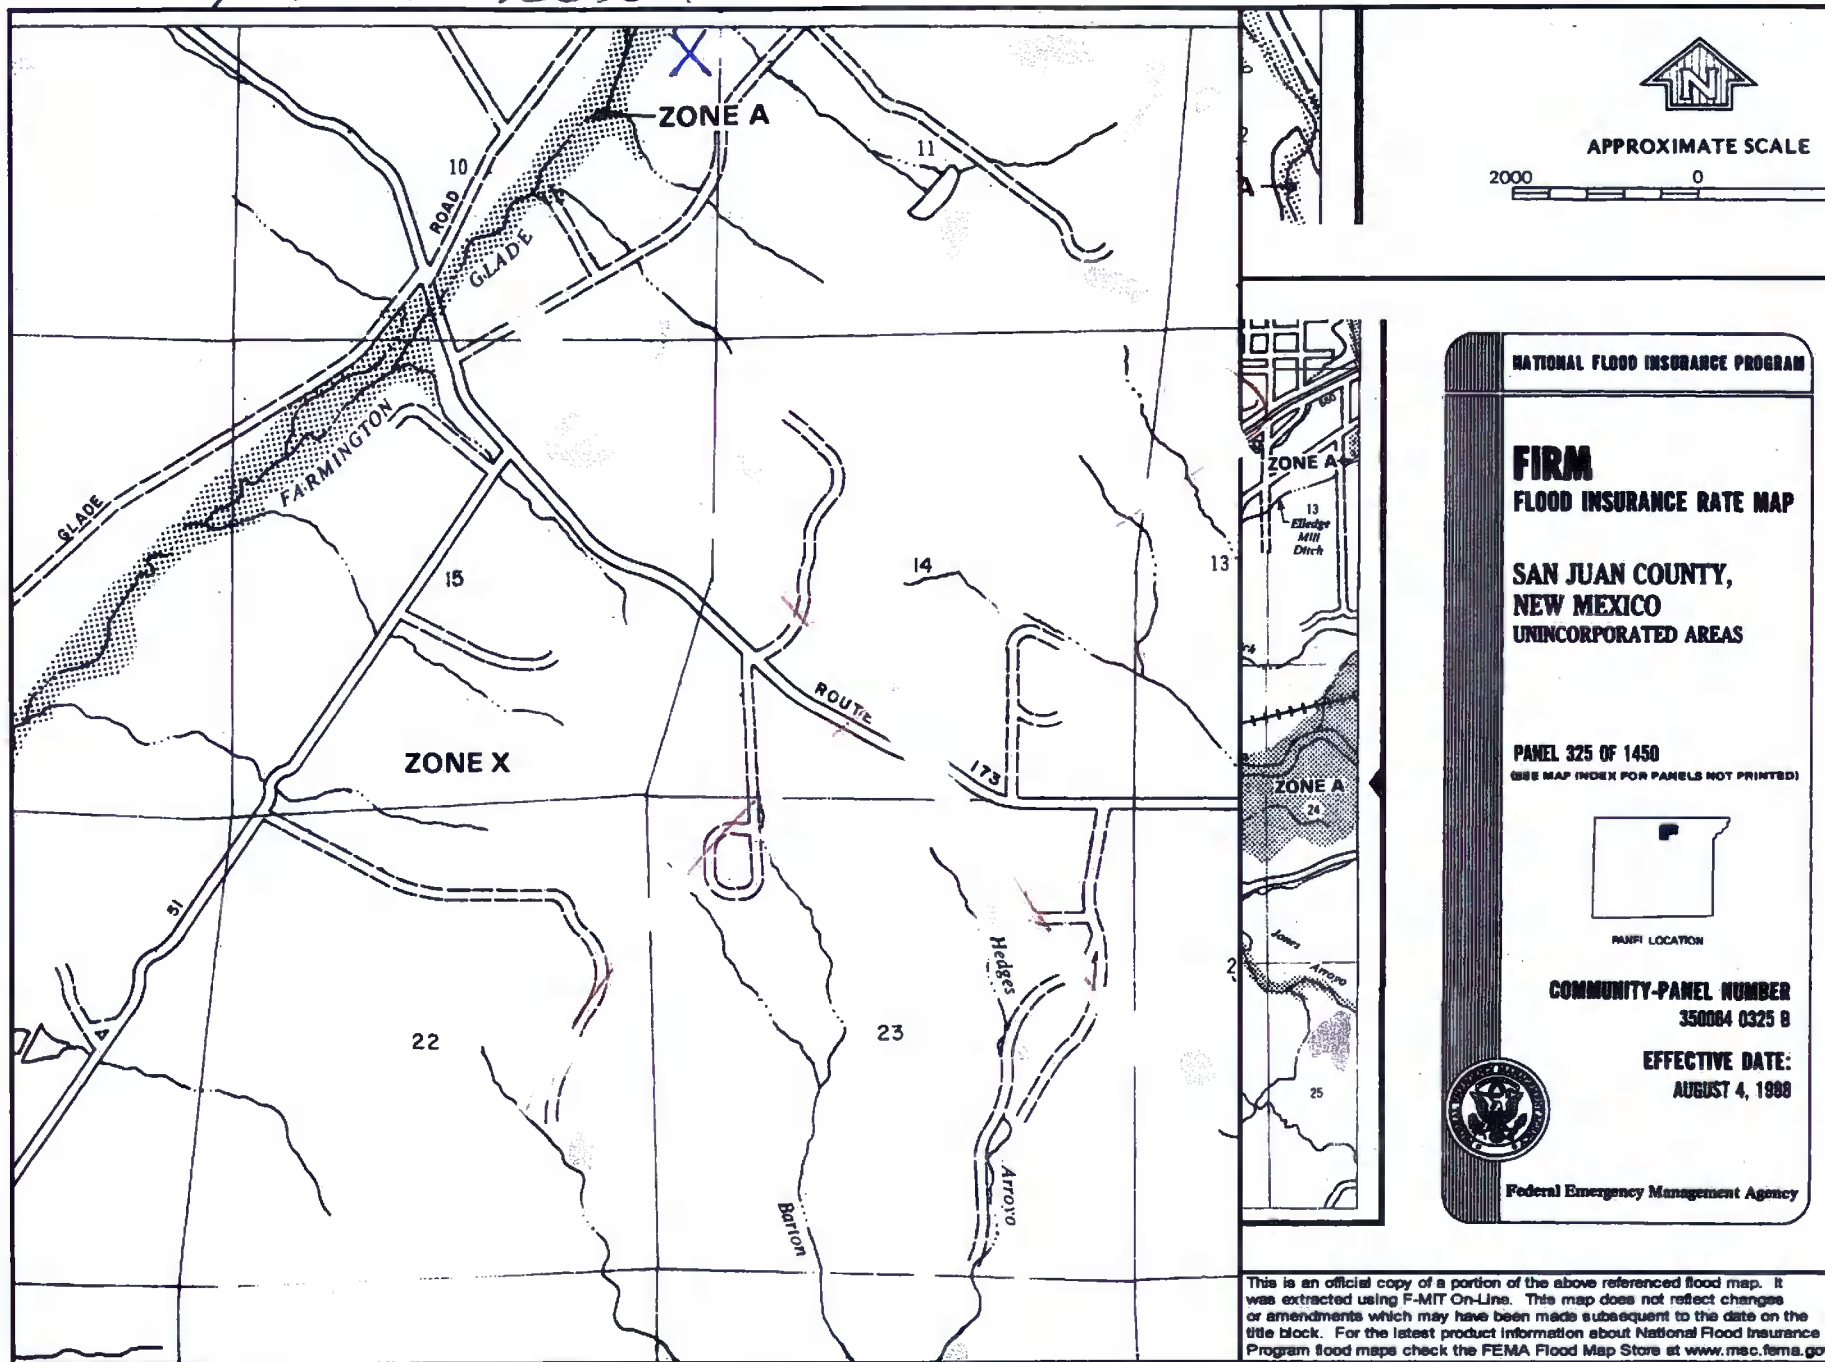 ZONE A
10
11
ROAD
GLADE
FARMINGTON
GLADE
15
14
13
ROUTE
173
ZONE X
51
22
23
Hedges
Arroyo
Barton
2
A
N
APPROXIMATE SCALE
2000 0
ZONE A
13
Elledge
Mill
Ditch
ZONE A
24
Jones
Arroyo
25
NATIONAL FLOOD INSURANCE PROGRAM
FIRM
FLOOD INSURANCE RATE MAP
SAN JUAN COUNTY,
NEW MEXICO
UNINCORPORATED AREAS
PANEL 325 OF 1450
(SEE MAP INDEX FOR PANELS NOT PRINTED)
PANEL LOCATION
COMMUNITY-PANEL NUMBER
350064 0325 B
EFFECTIVE DATE:
AUGUST 4, 1988
Federal Emergency Management Agency
This is an official copy of a portion of the above referenced flood map. It
was extracted using F-MIT On-Line. This map does not reflect changes
or amendments which may have been made subsequent to the date on the
title block. For the latest product information about National Flood Insurance
Program flood maps check the FEMA Flood Map Store at www.msc.fema.gov